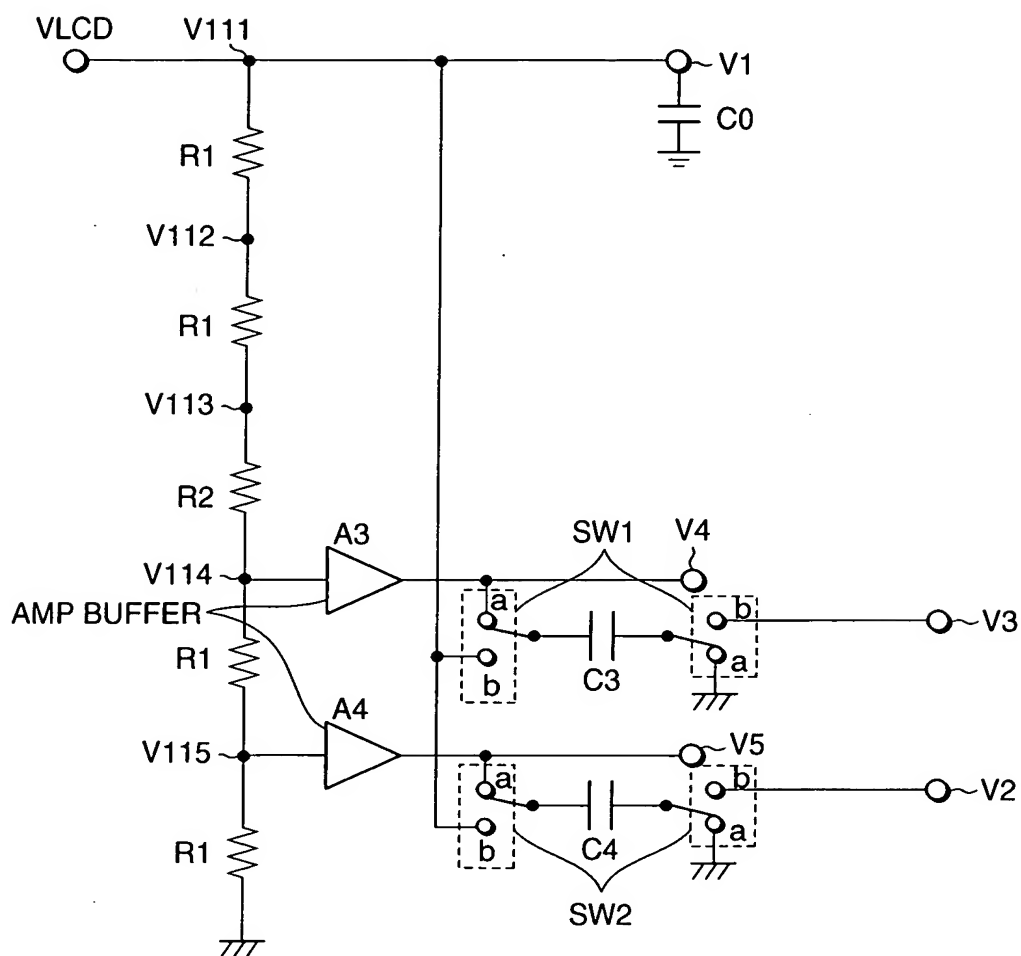 VLCD
V111
V1
C0
R1
V112
R1
V113
R2
A3
SW1
V4
V114
AMP BUFFER
a
b
V3
R1
b
C3
a
A4
V115
V5
a
b
V2
R1
b
C4
a
SW2